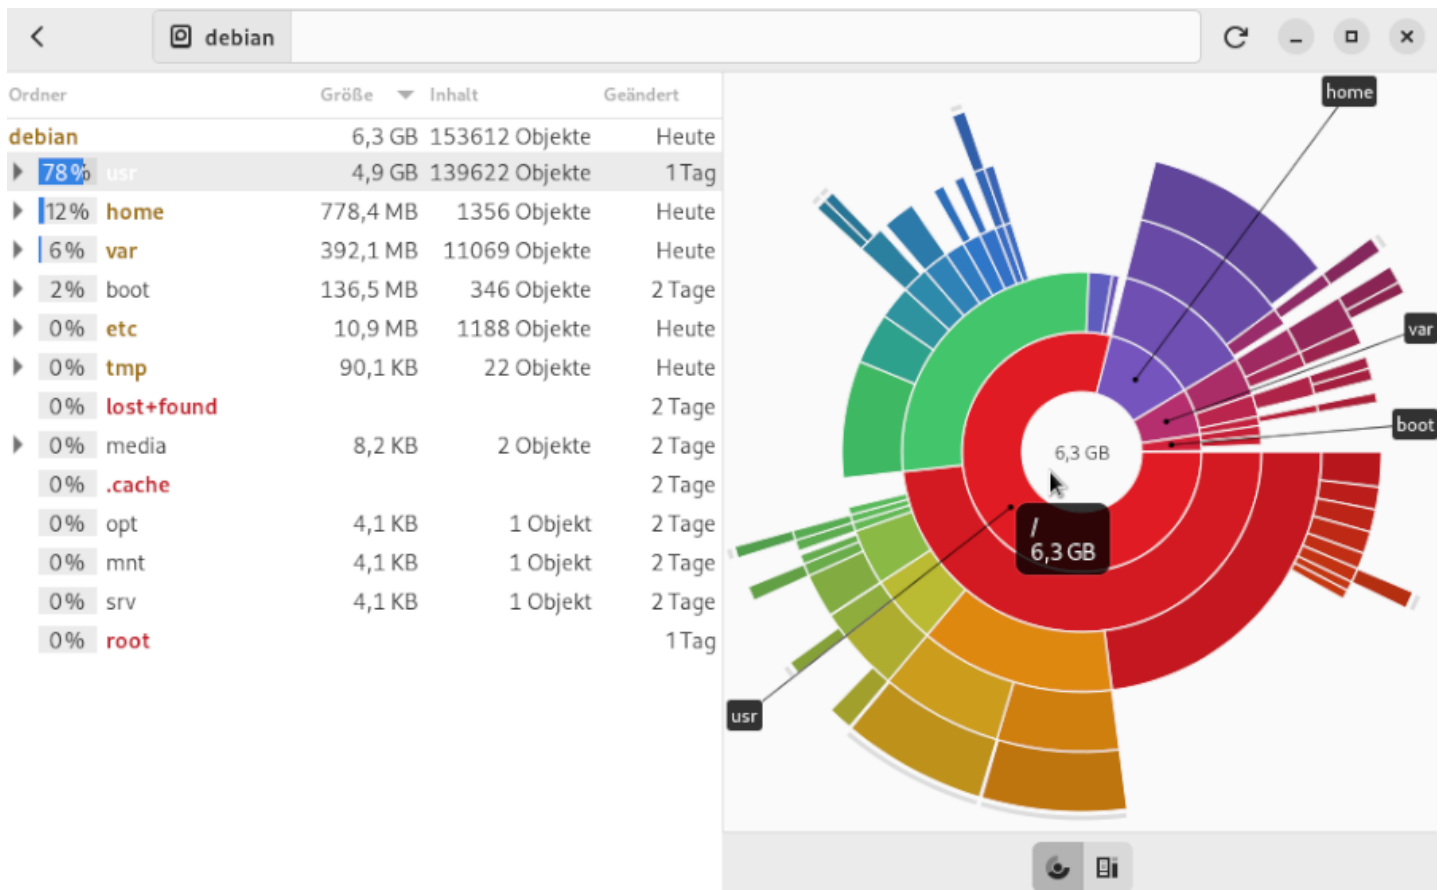 debian
Ordner Größe Inhalt Geändert
debian 6,3 GB 153612 Objekte Heute
78% usr 4,9 GB 139622 Objekte 1 Tag
12% home 778,4 MB 1356 Objekte Heute
6% var 392,1 MB 11069 Objekte Heute
2% boot 136,5 MB 346 Objekte 2 Tage
0% etc 10,9 MB 1188 Objekte Heute
0% tmp 90,1 KB 22 Objekte Heute
0% lost+found 2 Tage
0% media 8,2 KB 2 Objekte 2 Tage
0% .cache 2 Tage
0% opt 4,1 KB 1 Objekt 2 Tage
0% mnt 4,1 KB 1 Objekt 2 Tage
0% srv 4,1 KB 1 Objekt 2 Tage
0% root 1 Tag
home
var
boot
6,3 GB
/
6,3 GB
usr